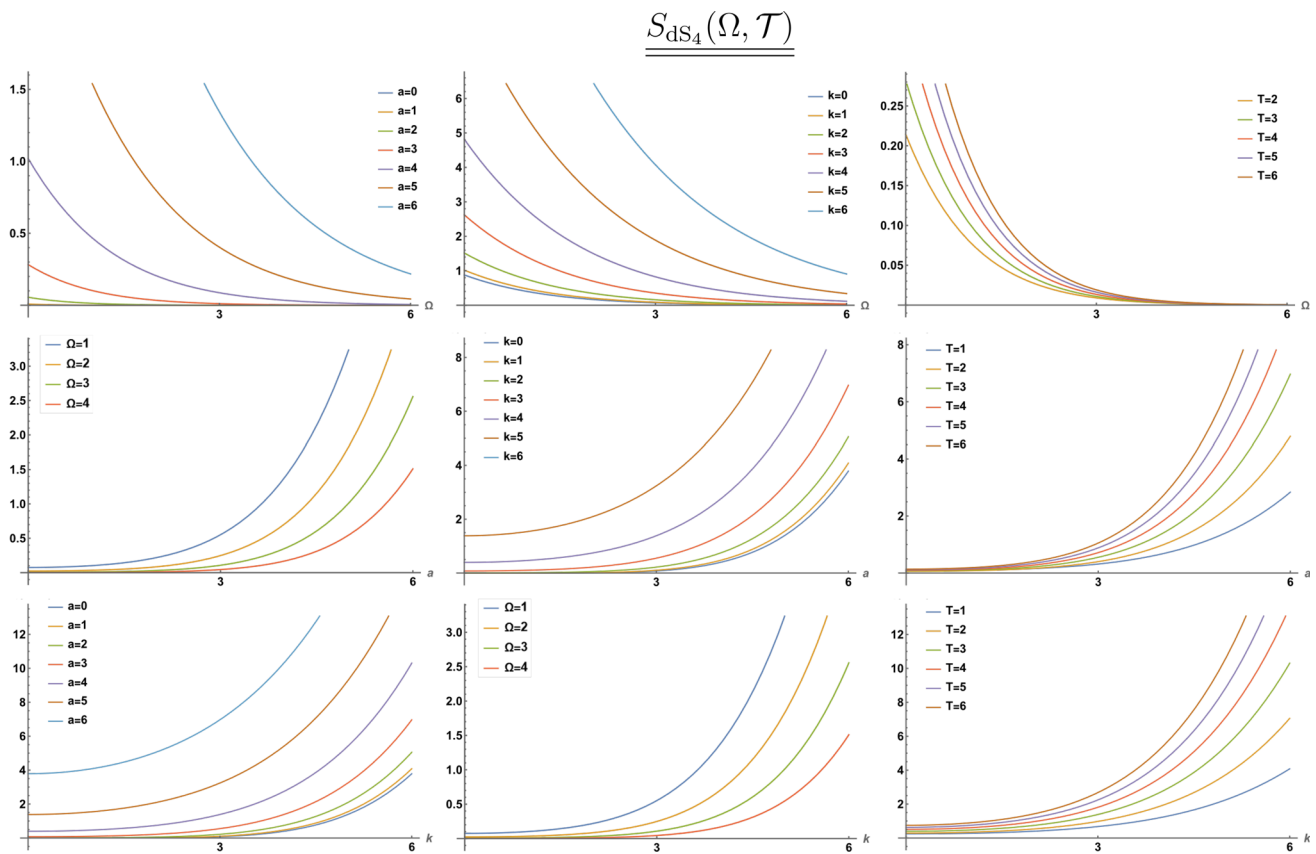 S_{dS_4}(Ω, 𝒯)
1.5
1.0
0.5
3
6
Ω
a=0
a=1
a=2
a=3
a=4
a=5
a=6
6
5
4
3
2
1
3
6
k=0
k=1
k=2
k=3
k=4
k=5
k=6
0.25
0.20
0.15
0.10
0.05
3
6
Ω
T=2
T=3
T=4
T=5
T=6
3.0
2.5
2.0
1.5
1.0
0.5
3
6
a
Ω=1
Ω=2
Ω=3
Ω=4
8
6
4
2
3
6
a
k=0
k=1
k=2
k=3
k=4
k=5
k=6
8
6
4
2
3
6
a
T=1
T=2
T=3
T=4
T=5
T=6
12
10
8
6
4
2
3
6
k
a=0
a=1
a=2
a=3
a=4
a=5
a=6
3.0
2.5
2.0
1.5
1.0
0.5
3
6
k
Ω=1
Ω=2
Ω=3
Ω=4
12
10
8
6
4
2
3
6
k
T=1
T=2
T=3
T=4
T=5
T=6